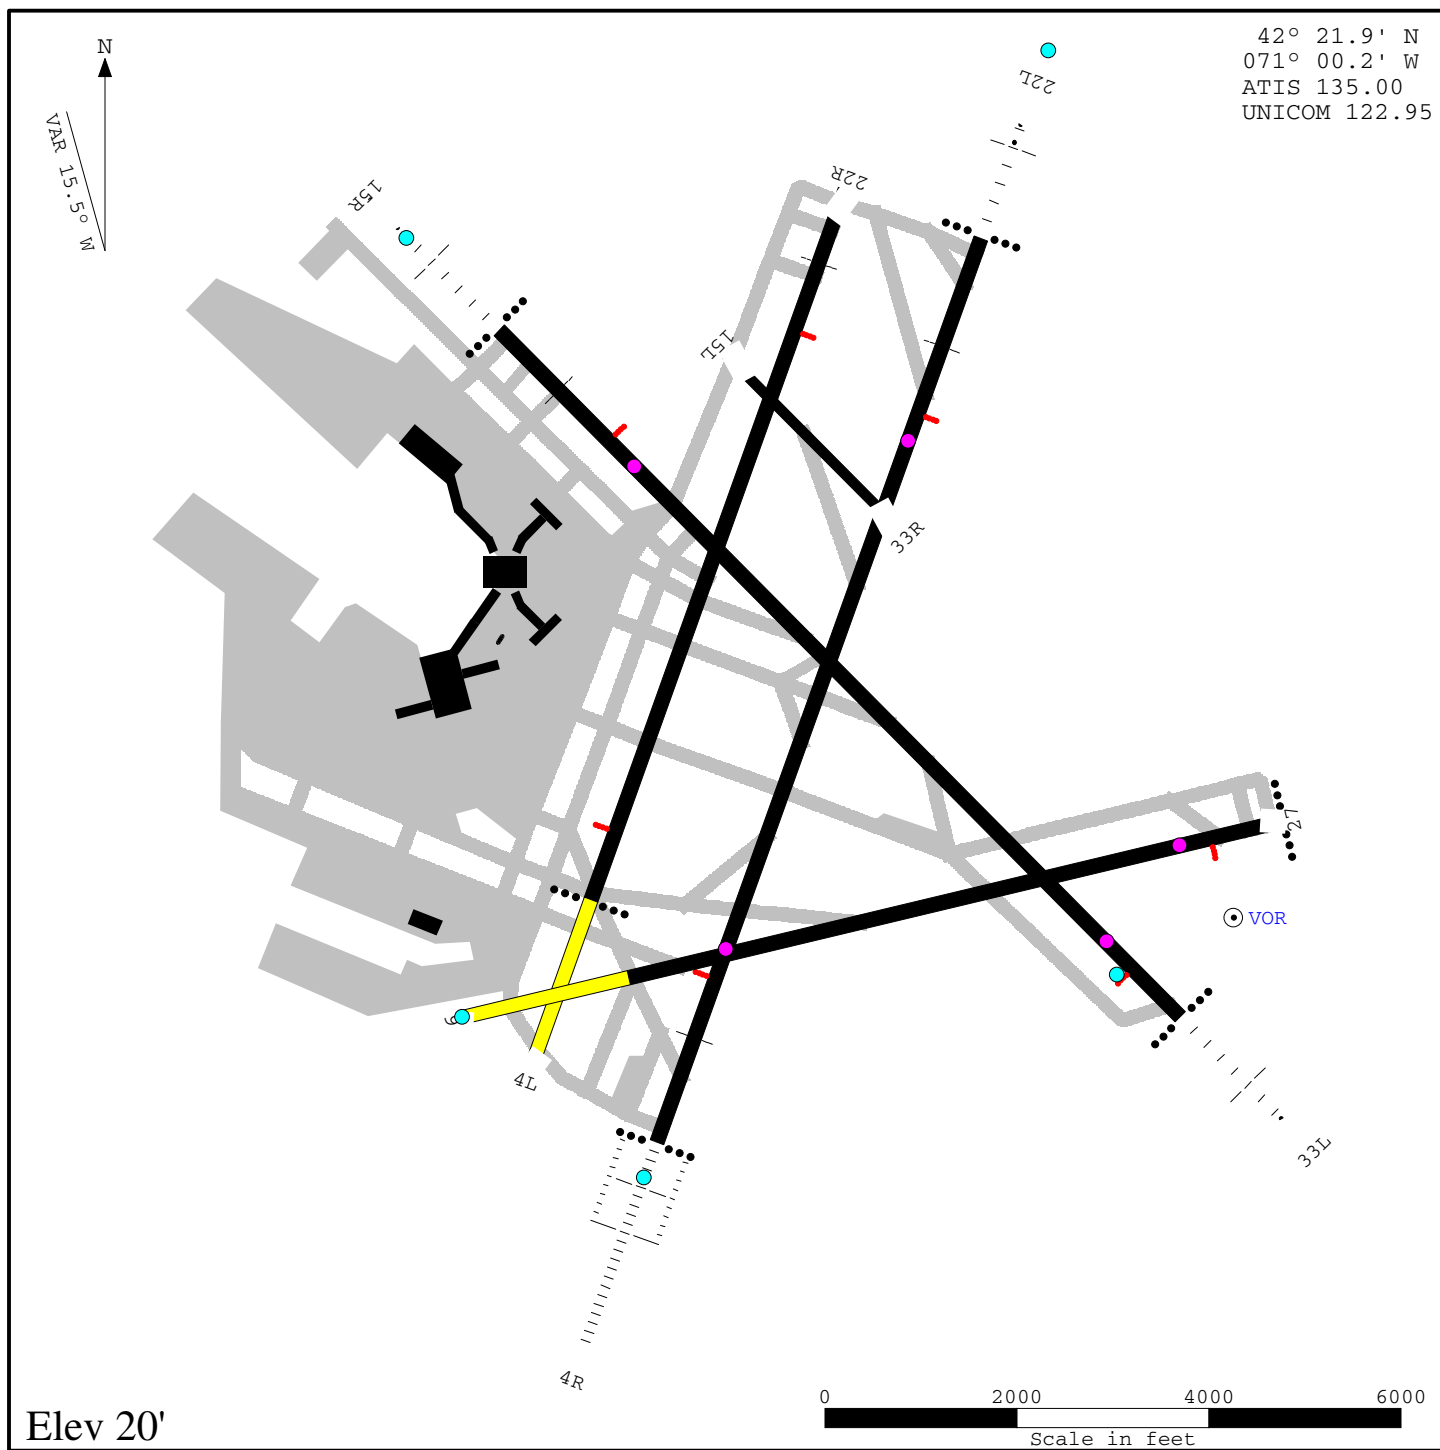 42° 21.9' N
071° 00.2' W
ATIS 135.00
UNICOM 122.95
N
VAR 15.5° W
22L
22R
15R
15L
33R
27
VOR
9
4L
33L
4R
0 2000 4000 6000
Scale in feet
Elev 20'